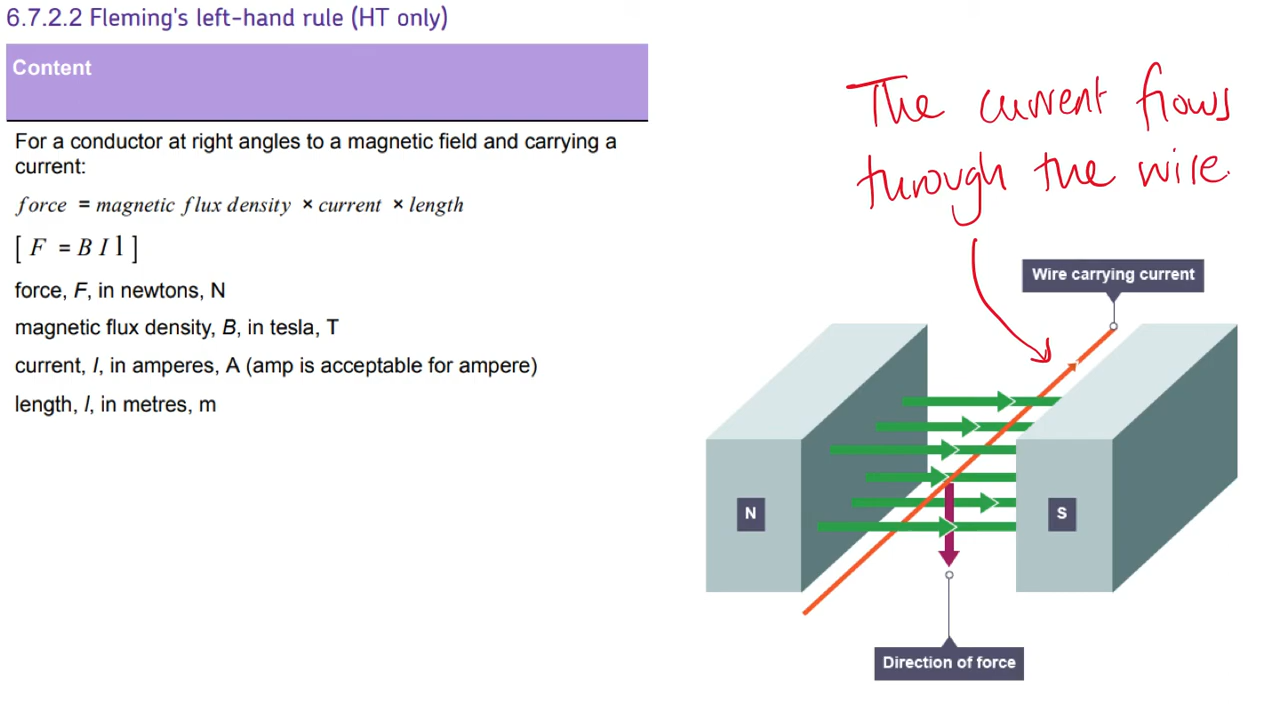 6.7.2.2 Fleming's left-hand rule (HT only)
Content
For a conductor at right angles to a magnetic field and carrying a
current:
force = magnetic flux density × current × length
[ F = B I l ]
force, F, in newtons, N
magnetic flux density, B, in tesla, T
current, I, in amperes, A (amp is acceptable for ampere)
length, l, in metres, m
The current flows
through the wire.
Wire carrying current
N
S
Direction of force